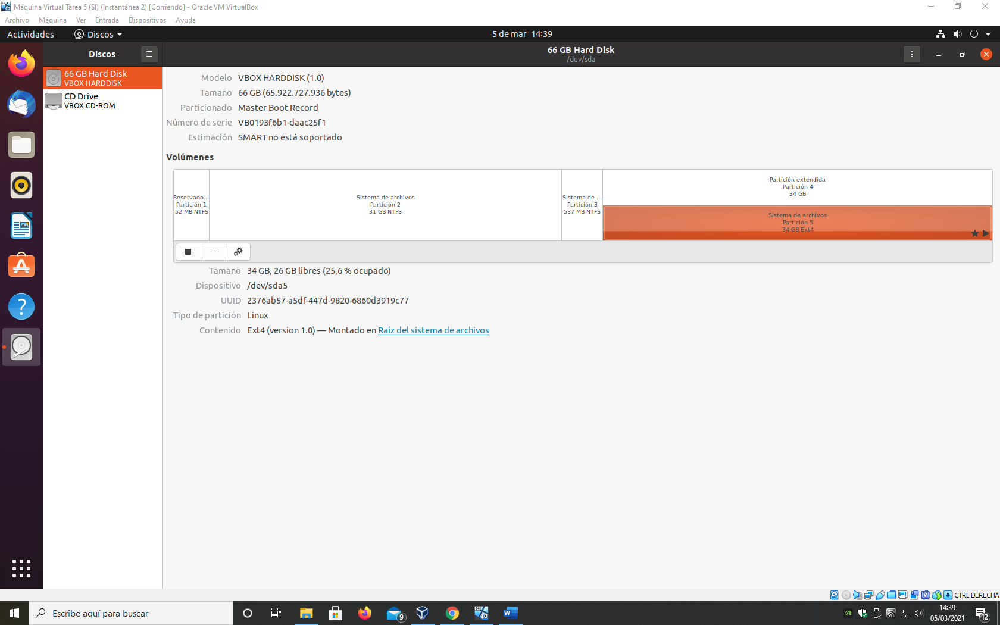 Máquina Virtual Tarea 5 (SI) (Instantánea 2) [Corriendo] - Oracle VM VirtualBox
Archivo Máquina Ver Entrada Dispositivos Ayuda
Actividades Discos 5 de mar 14:39
Discos
66 GB Hard Disk
/dev/sda
66 GB Hard Disk
VBOX HARDDISK
CD Drive
VBOX CD-ROM
Modelo VBOX HARDDISK (1.0)
Tamaño 66 GB (65.922.727.936 bytes)
Particionado Master Boot Record
Número de serie VB0193f6b1-daac25f1
Estimación SMART no está soportado
Volúmenes
Reservado...
Partición 1
52 MB NTFS
Sistema de archivos
Partición 2
31 GB NTFS
Sistema de ...
Partición 3
537 MB NTFS
Partición extendida
Partición 4
34 GB
Sistema de archivos
Partición 5
34 GB Ext4
Tamaño 34 GB, 26 GB libres (25,6 % ocupado)
Dispositivo /dev/sda5
UUID 2376ab57-a5df-447d-9820-6860d3919c77
Tipo de partición Linux
Contenido Ext4 (version 1.0) — Montado en Raíz del sistema de archivos
CTRL DERECHA
Escribe aquí para buscar
9
14:39
05/03/2021
12